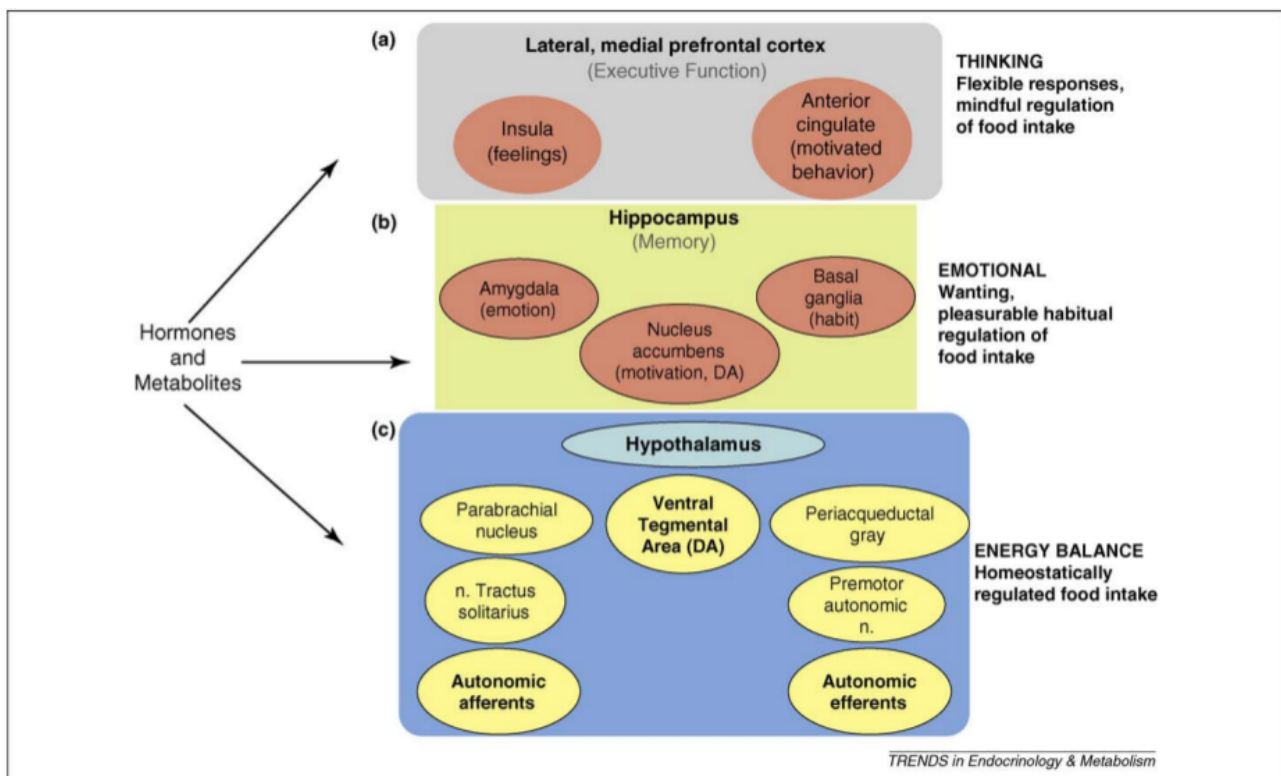 (a)
Lateral, medial prefrontal cortex
(Executive Function)
Insula
(feelings)
Anterior
cingulate
(motivated
behavior)
THINKING
Flexible responses,
mindful regulation
of food intake
(b)
Hippocampus
(Memory)
Amygdala
(emotion)
Nucleus
accumbens
(motivation, DA)
Basal
ganglia
(habit)
EMOTIONAL
Wanting,
pleasurable habitual
regulation of
food intake
Hormones
and
Metabolites
(c)
Hypothalamus
Parabrachial
nucleus
Ventral
Tegmental
Area (DA)
Periacqueductal
gray
n. Tractus
solitarius
Premotor
autonomic
n.
Autonomic
afferents
Autonomic
efferents
ENERGY BALANCE
Homeostatically
regulated food intake
TRENDS in Endocrinology & Metabolism